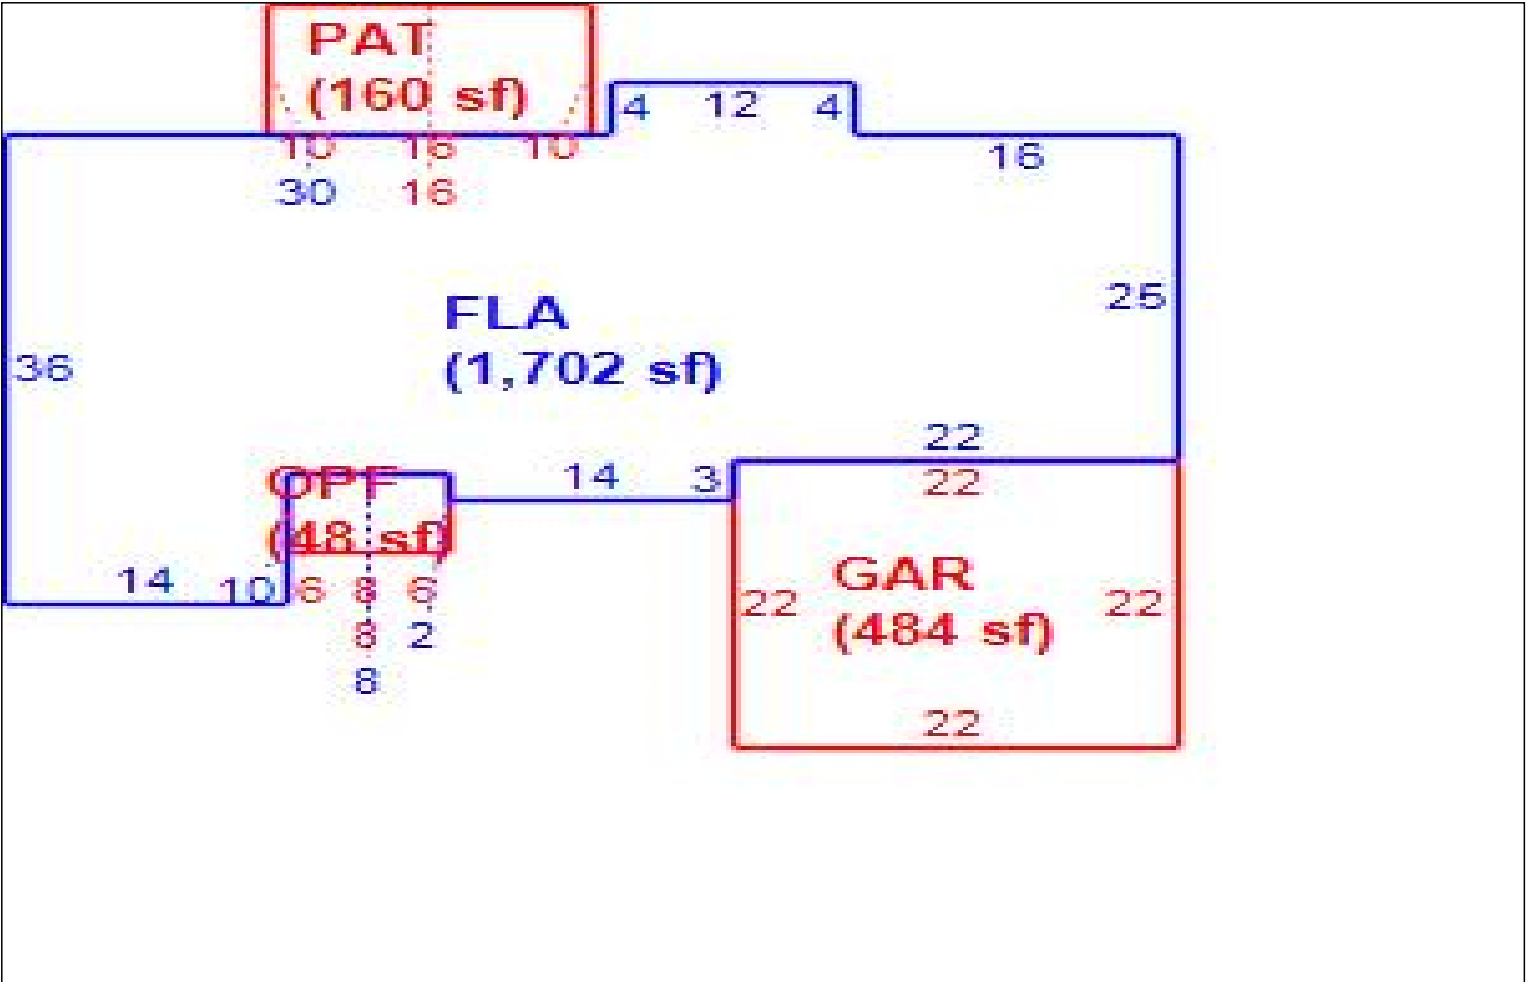 PAT
(160 sf)
4 12 4
10 16 10
16
30 16
25
FLA
(1,702 sf)
36
22
OPF 14 3 22
(48 sf)
GAR
14 10 6 8 6 22 22
8 2 (484 sf)
8
22